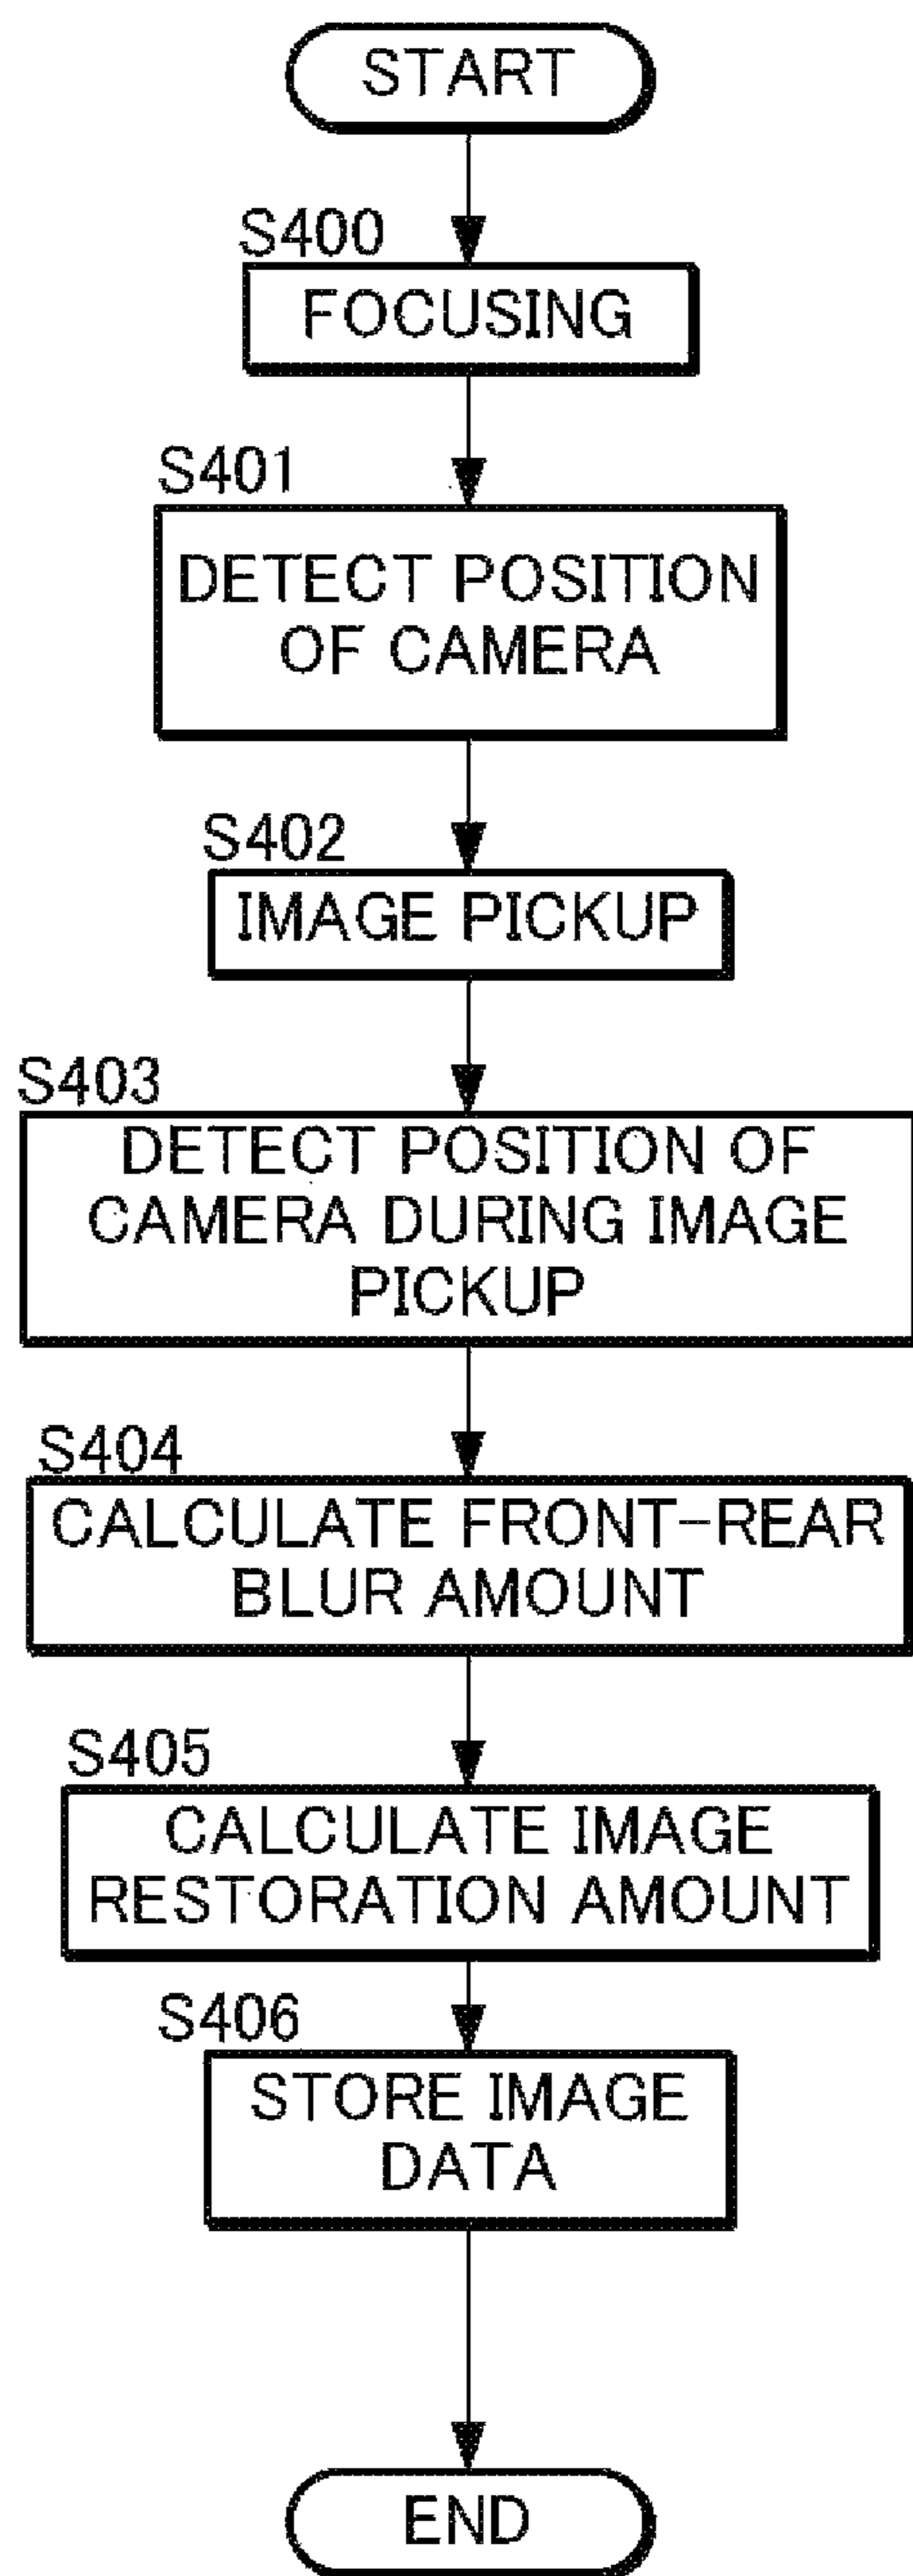 START
S400
FOCUSING
S401
DETECT POSITION
OF CAMERA
S402
IMAGE PICKUP
S403
DETECT POSITION OF
CAMERA DURING IMAGE
PICKUP
S404
CALCULATE FRONT-REAR
BLUR AMOUNT
S405
CALCULATE IMAGE
RESTORATION AMOUNT
S406
STORE IMAGE
DATA
END